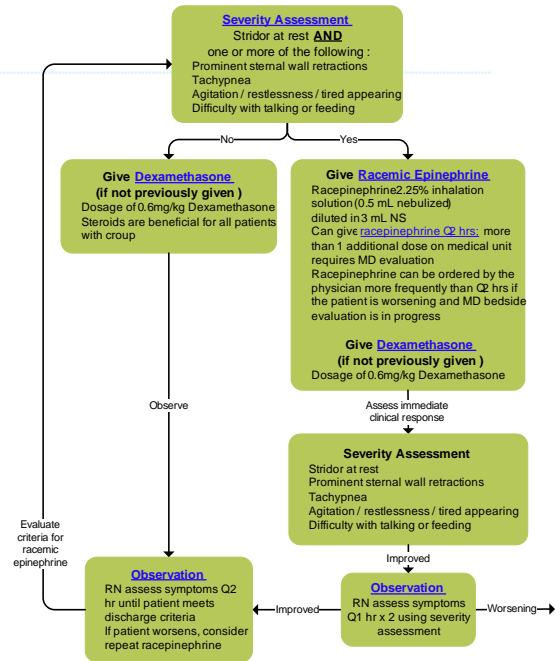 Severity Assessment
Stridor at rest AND
one or more of the following :
Prominent sternal wall retractions
Tachypnea
Agitation / restlessness / tired appearing
Difficulty with talking or feeding
No
Yes
Give Dexamethasone
(if not previously given )
Dosage of 0.6mg/kg Dexamethasone
Steroids are beneficial for all patients
with croup
Give Racemic Epinephrine
Racepinephrine2.25% inhalation
solution (0.5 mL nebulized)
diluted in 3 mL NS
Can give racepinephrine Q2 hrs; more
than 1 additional dose on medical unit
requires MD evaluation
Racepinephrine can be ordered by the
physician more frequently than Q2 hrs if
the patient is worsening and MD bedside
evaluation is in progress
Give Dexamethasone
(if not previously given )
Dosage of 0.6mg/kg Dexamethasone
Observe
Assess immediate
clinical response
Severity Assessment
Stridor at rest
Prominent sternal wall retractions
Tachypnea
Agitation / restlessness / tired appearing
Difficulty with talking or feeding
Evaluate
criteria for
racemic
epinephrine
Improved
Observation
RN assess symptoms Q2
hr until patient meets
discharge criteria
If patient worsens, consider
repeat racepinephrine
Improved
Observation
RN assess symptoms
Q1 hr x 2 using severity
assessment
Worsening